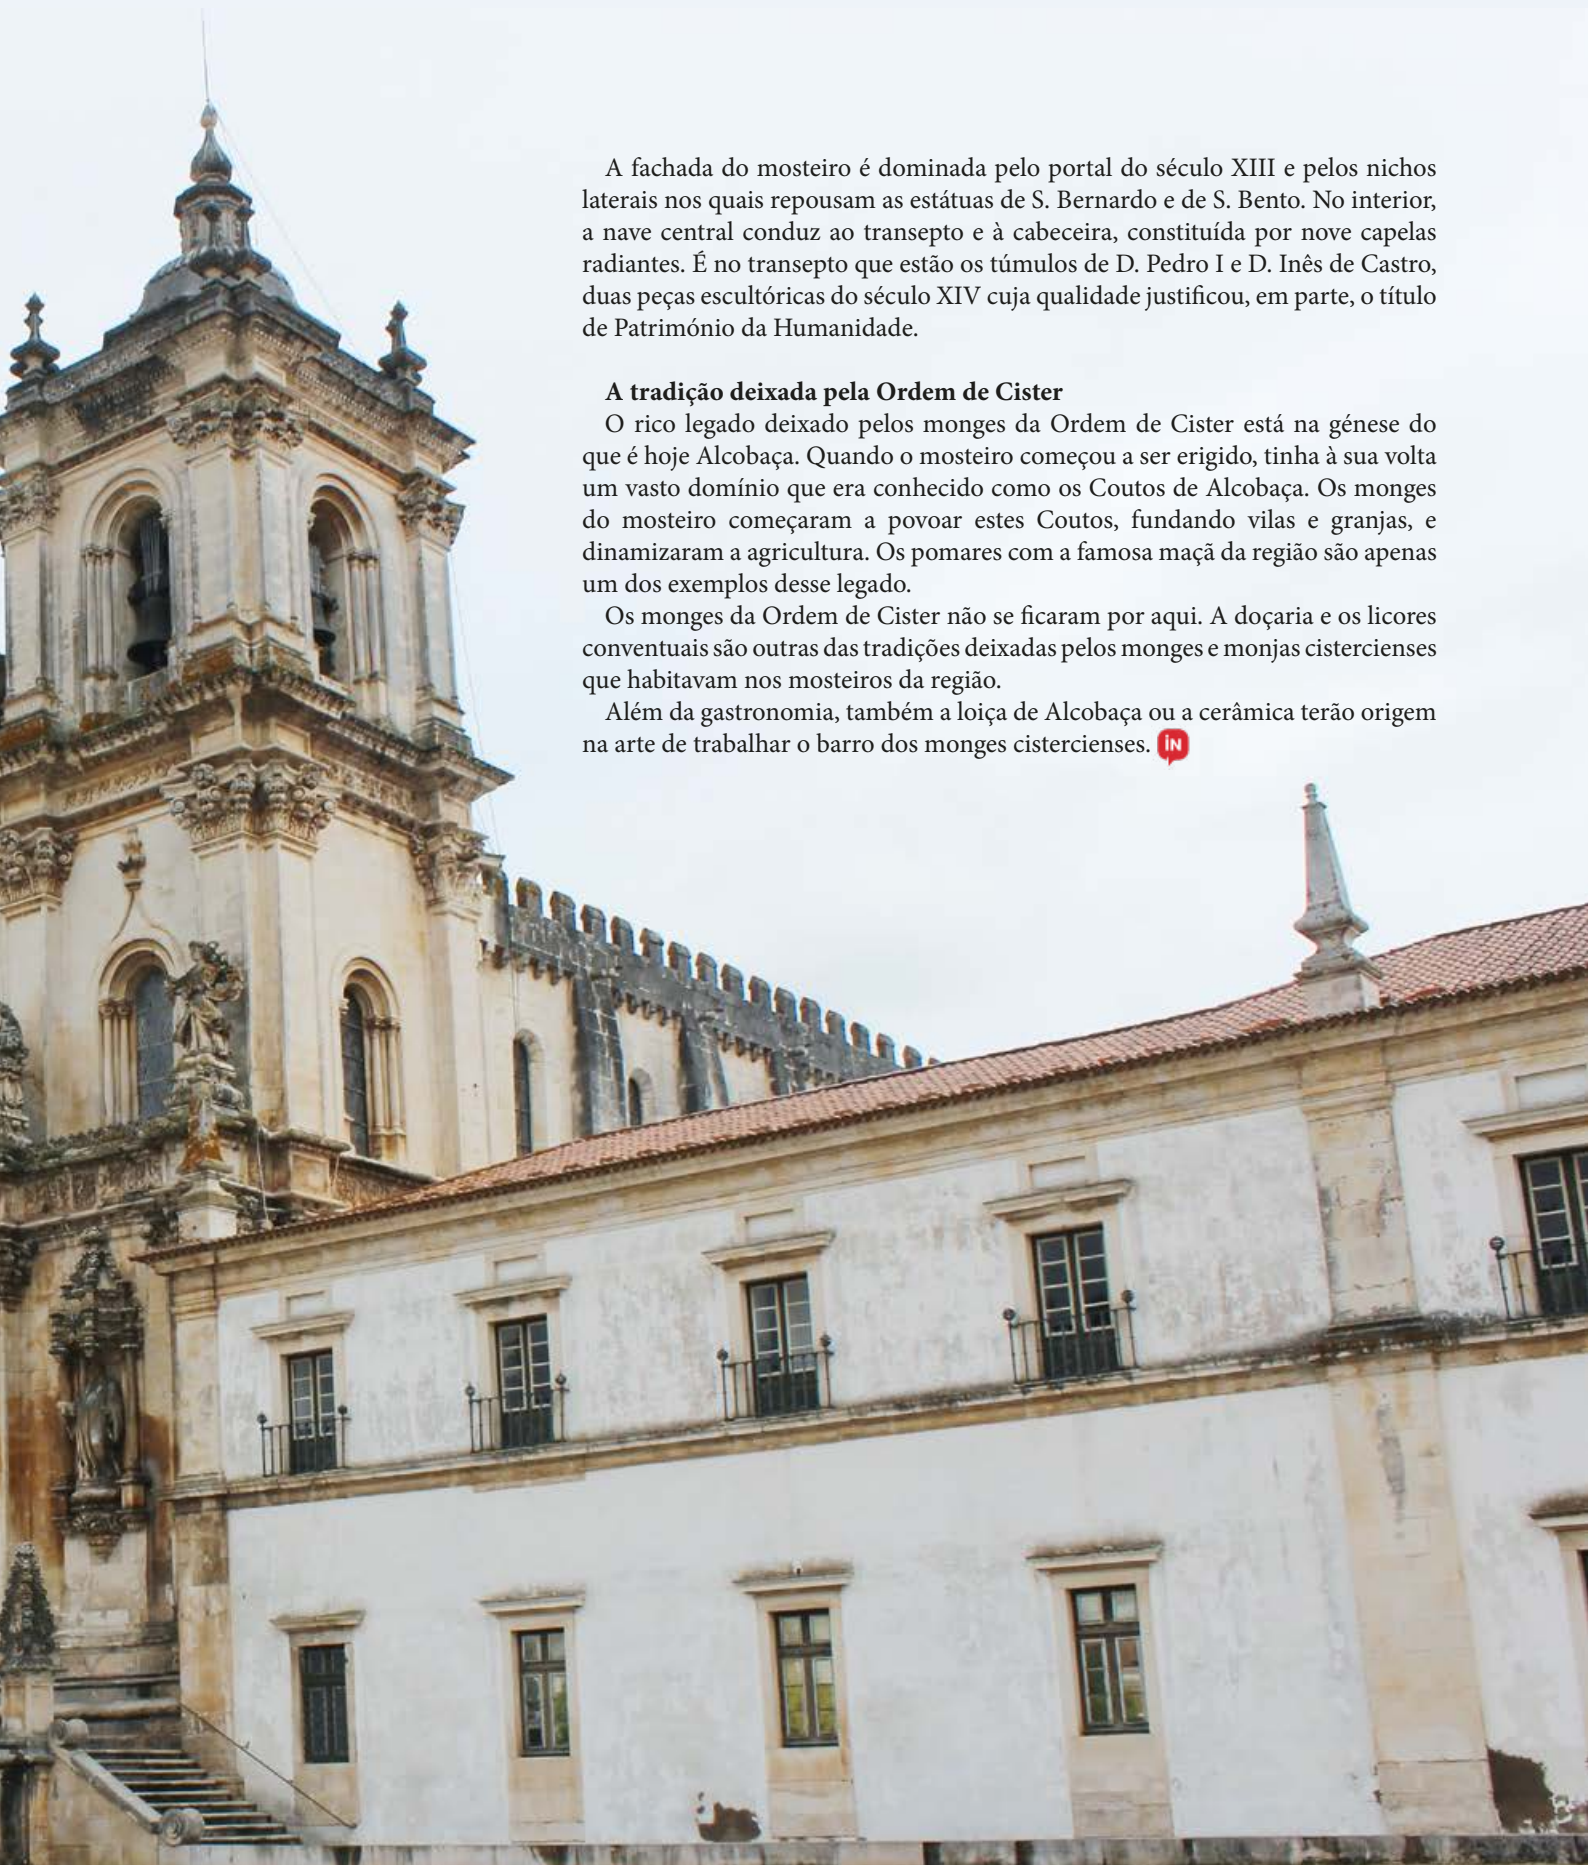 A fachada do mosteiro é dominada pelo portal do século XIII e pelos nichos
laterais nos quais repousam as estátuas de S. Bernardo e de S. Bento. No interior,
a nave central conduz ao transepto e à cabeceira, constituída por nove capelas
radiantes. É no transepto que estão os túmulos de D. Pedro I e D. Inês de Castro,
duas peças escultóricas do século XIV cuja qualidade justificou, em parte, o título
de Património da Humanidade.
A tradição deixada pela Ordem de Cister
O rico legado deixado pelos monges da Ordem de Cister está na génese do
que é hoje Alcobaça. Quando o mosteiro começou a ser erigido, tinha à sua volta
um vasto domínio que era conhecido como os Coutos de Alcobaça. Os monges
do mosteiro começaram a povoar estes Coutos, fundando vilas e granjas, e
dinamizaram a agricultura. Os pomares com a famosa maçã da região são apenas
um dos exemplos desse legado.
Os monges da Ordem de Cister não se ficaram por aqui. A doçaria e os licores
conventuais são outras das tradições deixadas pelos monges e monjas cistercienses
que habitavam nos mosteiros da região.
Além da gastronomia, também a loiça de Alcobaça ou a cerâmica terão origem
na arte de trabalhar o barro dos monges cistercienses. IN